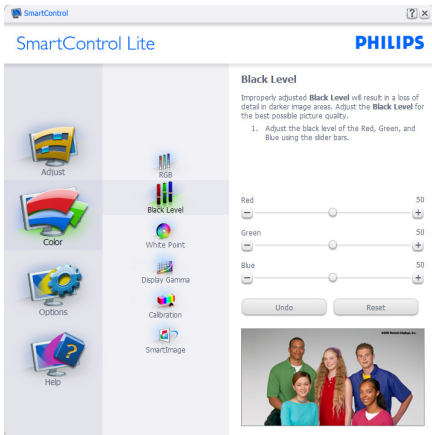 SmartControl
SmartControl Lite
PHILIPS
Adjust
Color
Options
Help
RGB
Black Level
White Point
Display Gamma
Calibration
SmartImage
Black Level
Improperly adjusted Black Level will result in a loss of
detail in darker image areas. Adjust the Black Level for
the best possible picture quality.
1. Adjust the black level of the Red, Green, and
Blue using the slider bars.
Red 50
Green 50
Blue 50
Undo Reset